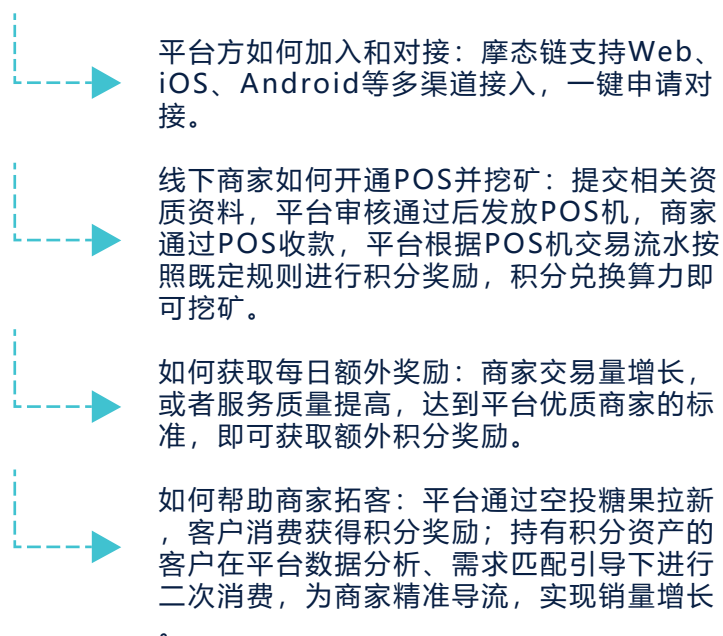 平台方如何加入和对接：摩态链支持Web、
iOS、Android等多渠道接入，一键申请对
接。
线下商家如何开通POS并挖矿：提交相关资
质资料，平台审核通过后发放POS机，商家
通过POS收款，平台根据POS机交易流水按
照既定规则进行积分奖励，积分兑换算力即
可挖矿。
如何获取每日额外奖励：商家交易量增长，
或者服务质量提高，达到平台优质商家的标
准，即可获取额外积分奖励。
如何帮助商家拓客：平台通过空投糖果拉新
，客户消费获得积分奖励；持有积分资产的
客户在平台数据分析、需求匹配引导下进行
二次消费，为商家精准导流，实现销量增长
。